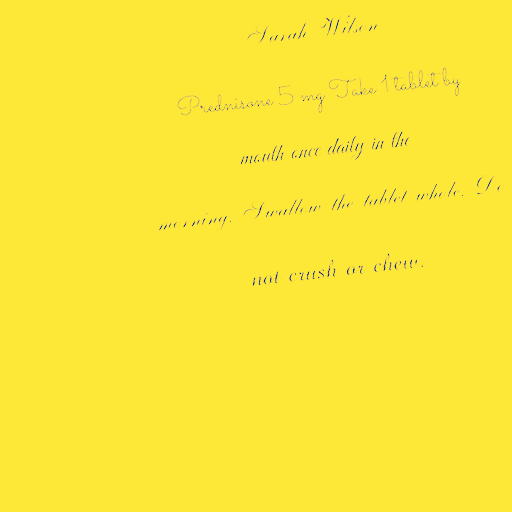 Sarah Wilson
Prednisone 5 mg Take 1 tablet by
mouth once daily in the
morning. Swallow the tablet whole. Do
not crush or chew.